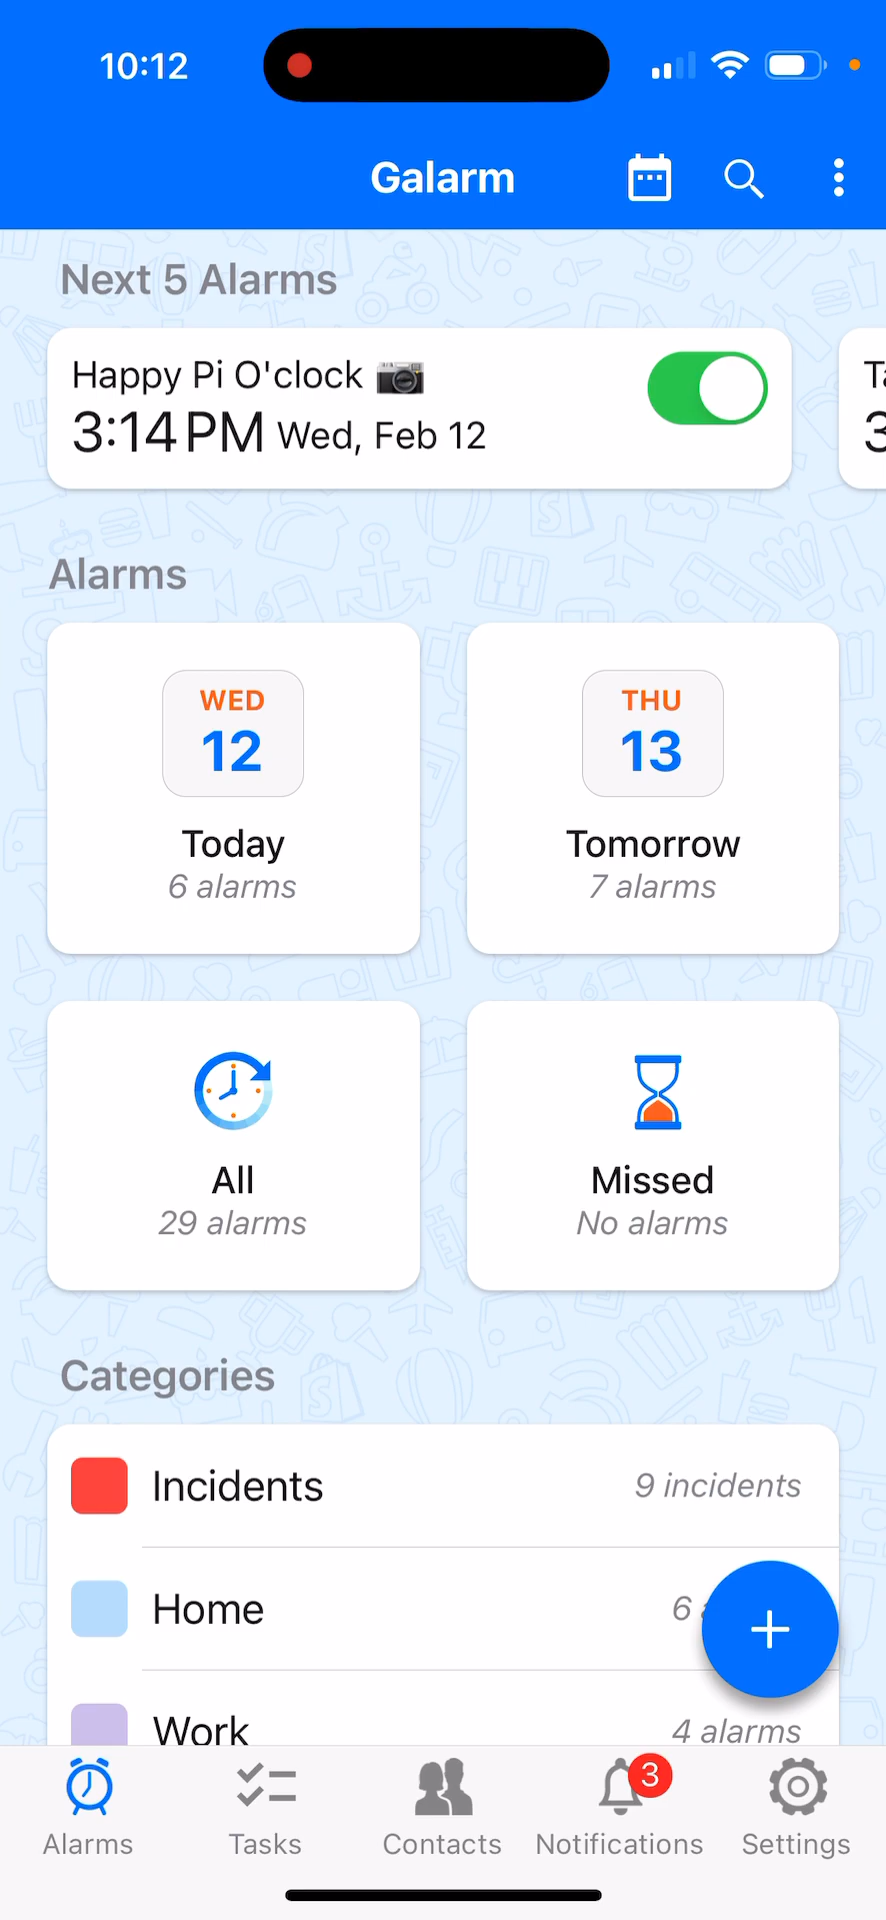 10:12
Galarm
Next 5 Alarms
Happy Pi O'clock 📷
3:14 PM Wed, Feb 12
Alarms
WED
12
Today
6 alarms
THU
13
Tomorrow
7 alarms
All
29 alarms
Missed
No alarms
Categories
Incidents
9 incidents
Home
6
Work
4 alarms
Alarms
Tasks
Contacts
3
Notifications
Settings